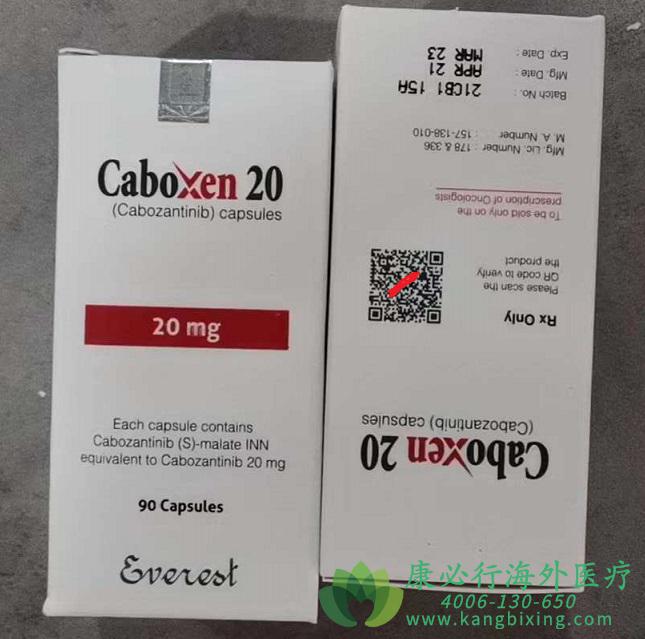 Caboxen 20
(Cabozantinib) capsules
20 mg
Each capsule contains
Cabozantinib (S)-malate INN
equivalent to Cabozantinib 20 mg
90 Capsules
Everest
Caboxen 20
(Cabozantinib) capsules
Rx Only
Please scan the
QR code to verify
the product
To be sold only on the
prescription of Oncologists
Mfg. Lic. Number : 178 & 336
M. A. Number : 157-138-010
Batch No. : 21CB1 15A
Mfg. Date : APR 21
Exp. Date : MAR 23
康必行海外医疗
4006-130-650
www.kangbixing.com